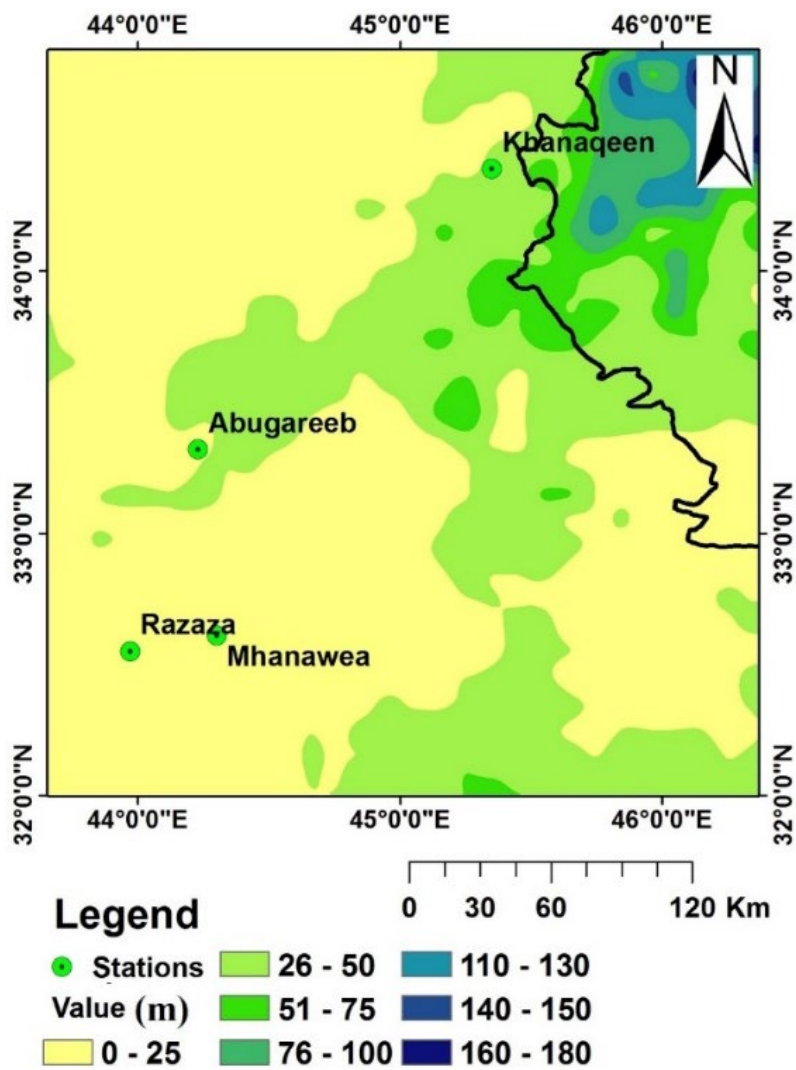 44°0'0"E 45°0'0"E 46°0'0"E
N
Khanaqeen
34°0'0"N 34°0'0"N
Abugareeb
33°0'0"N 33°0'0"N
Razaza
Mhanawea
32°0'0"N 32°0'0"N
44°0'0"E 45°0'0"E 46°0'0"E
0 30 60 120 Km
Legend
Stations 26 - 50 110 - 130
Value (m) 51 - 75 140 - 150
0 - 25 76 - 100 160 - 180